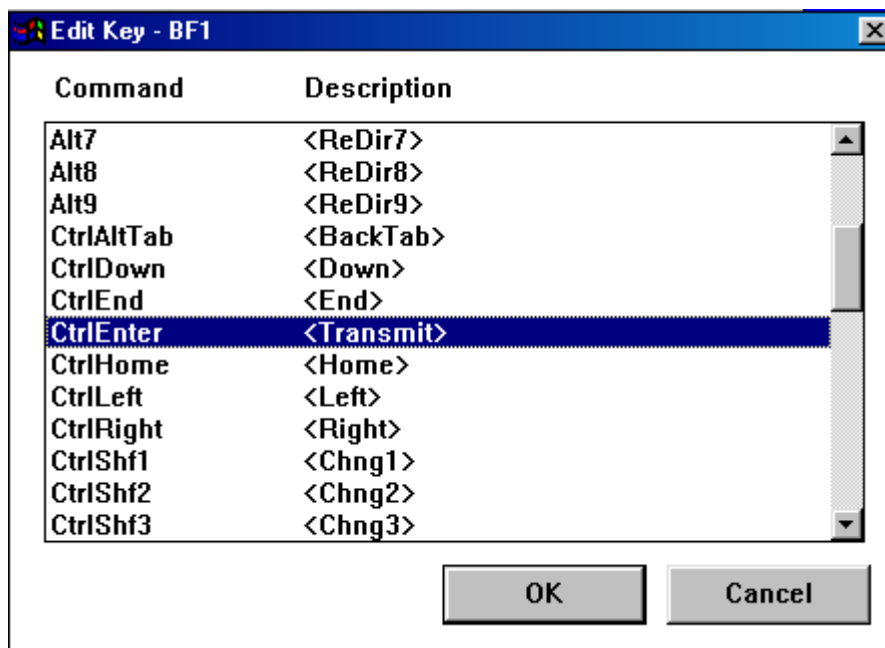 Edit Key - BF1
Command Description
Alt7 <ReDir7>
Alt8 <ReDir8>
Alt9 <ReDir9>
CtrlAltTab <BackTab>
CtrlDown <Down>
CtrlEnd <End>
CtrlEnter <Transmit>
CtrlHome <Home>
CtrlLeft <Left>
CtrlRight <Right>
CtrlShf1 <Chng1>
CtrlShf2 <Chng2>
CtrlShf3 <Chng3>
OK Cancel